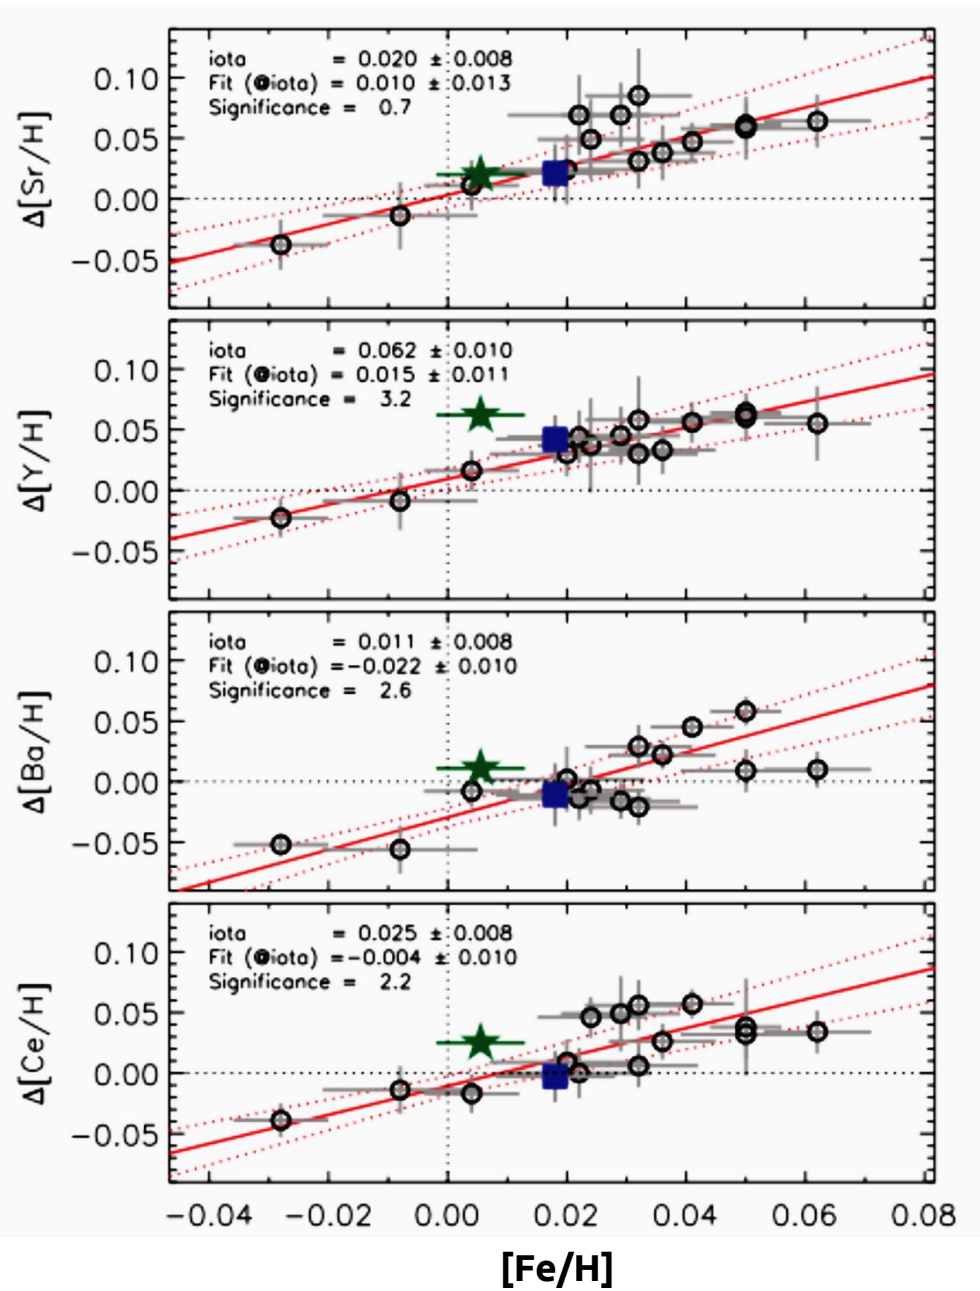 iota = 0.020 ± 0.008
Fit (@iota) = 0.010 ± 0.013
Significance = 0.7
0.10
0.05
0.00
−0.05
Δ[Sr/H]
iota = 0.062 ± 0.010
Fit (@iota) = 0.015 ± 0.011
Significance = 3.2
0.10
0.05
0.00
−0.05
Δ[Y/H]
iota = 0.011 ± 0.008
Fit (@iota) =−0.022 ± 0.010
Significance = 2.6
0.10
0.05
0.00
−0.05
Δ[Ba/H]
iota = 0.025 ± 0.008
Fit (@iota) =−0.004 ± 0.010
Significance = 2.2
0.10
0.05
0.00
−0.05
Δ[Ce/H]
−0.04 −0.02 0.00 0.02 0.04 0.06 0.08
[Fe/H]